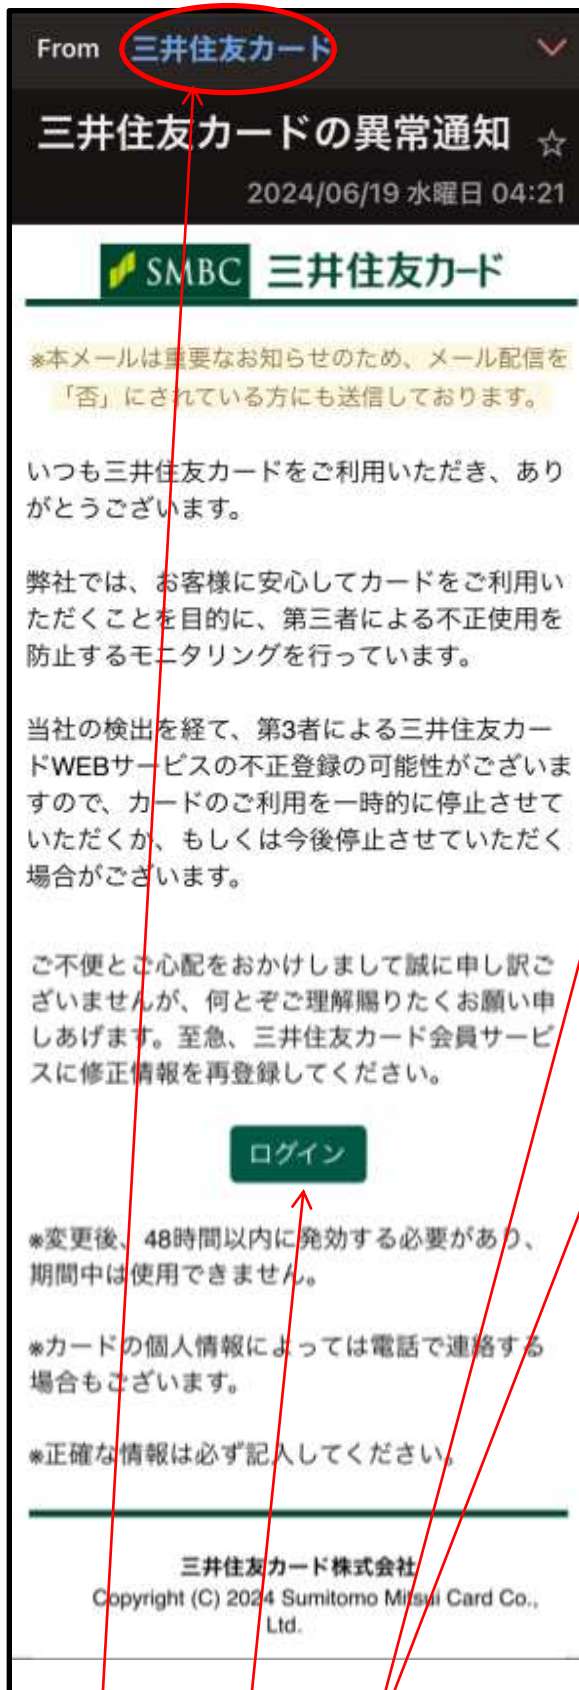 From 三井住友カード
三井住友カードの異常通知
2024/06/19 水曜日 04:21
SMBC 三井住友カード
※本メールは重要なお知らせのため、メール配信を
「否」にされている方にも送信しております。
いつも三井住友カードをご利用いただき、あり
がとうございます。
弊社では、お客様に安心してカードをご利用い
ただくことを目的に、第三者による不正使用を
防止するモニタリングを行っています。
当社の検出を経て、第3者による三井住友カー
ドWEBサービスの不正登録の可能性がございま
すので、カードのご利用を一時的に停止させて
いただくか、もしくは今後停止させていただく
場合がございます。
ご不便とご心配をおかけしまして誠に申し訳ご
ざいませんが、何とぞご理解賜りたくお願い申
しあげます。至急、三井住友カード会員サービ
スに修正情報を再登録してください。
ログイン
※変更後、48時間以内に発効する必要があり、
期間中は使用できません。
※カードの個人情報によっては電話で連絡する
場合もございます。
※正確な情報は必ず記入してください。
三井住友カード株式会社
Copyright (C) 2024 Sumitomo Mitsui Card Co.,
Ltd.